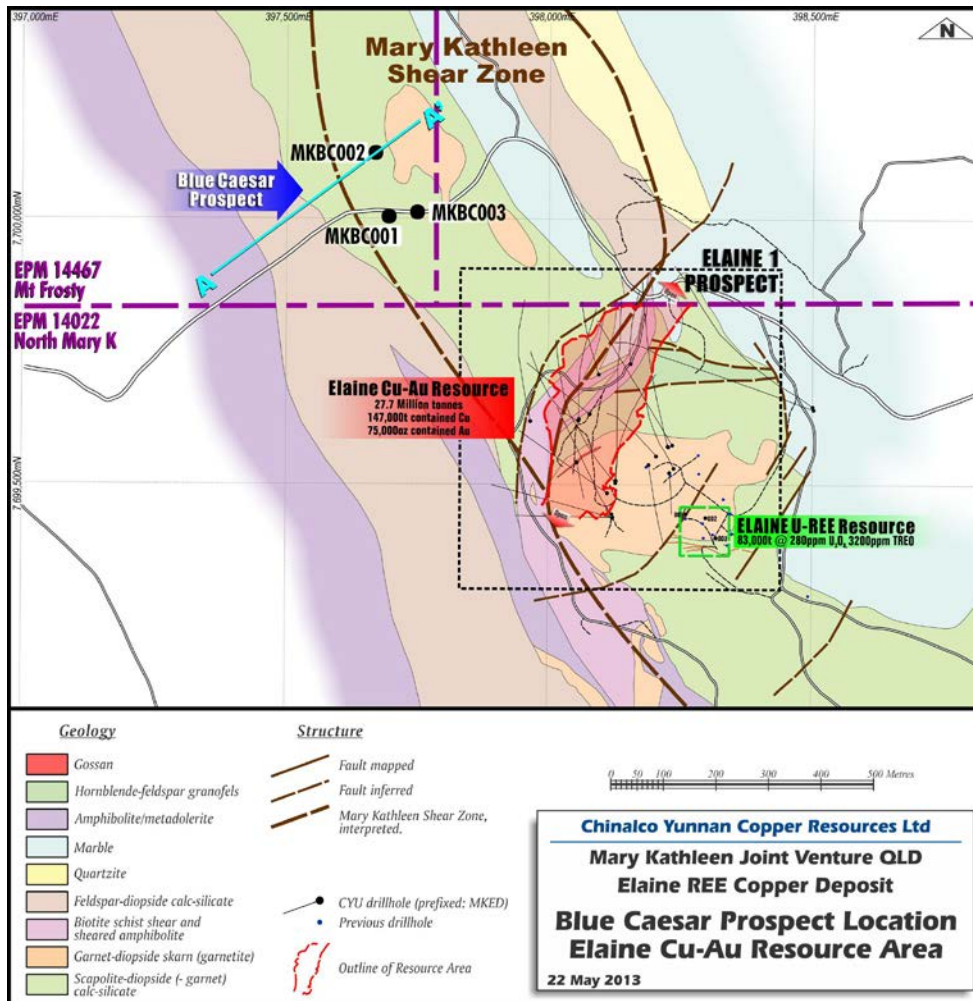 397,000mE
397,500mE
398,000mE
398,500mE
N
Mary Kathleen
Shear Zone
A'
MKBC002
Blue Caesar
Prospect
7,700,000mN
MKBC003
MKBC001
ELAINE 1
PROSPECT
A
EPM 14467
Mt Frosty
EPM 14022
North Mary K
Elaine Cu-Au Resource
27.7 Million tonnes
147,000t contained Cu
75,000oz contained Au
7,699,500mN
Open
Open
ELAINE U-REE Resource
83,000t @ 280ppm U3O8 3200ppm TREO
Geology
Gossan
Hornblende-feldspar granofels
Amphibolite/metadolerite
Marble
Quartzite
Feldspar-diopside calc-silicate
Biotite schist shear and
sheared amphibolite
Garnet-diopside skarn (garnetite)
Scapolite-diopside (- garnet)
calc-silicate
Structure
Fault mapped
Fault inferred
Mary Kathleen Shear Zone,
interpreted.
CYU drillhole (prefixed: MKED)
Previous drillhole
Outline of Resource Area
0 50 100 200 300 400 500 Metres
Chinalco Yunnan Copper Resources Ltd
Mary Kathleen Joint Venture QLD
Elaine REE Copper Deposit
Blue Caesar Prospect Location
Elaine Cu-Au Resource Area
22 May 2013